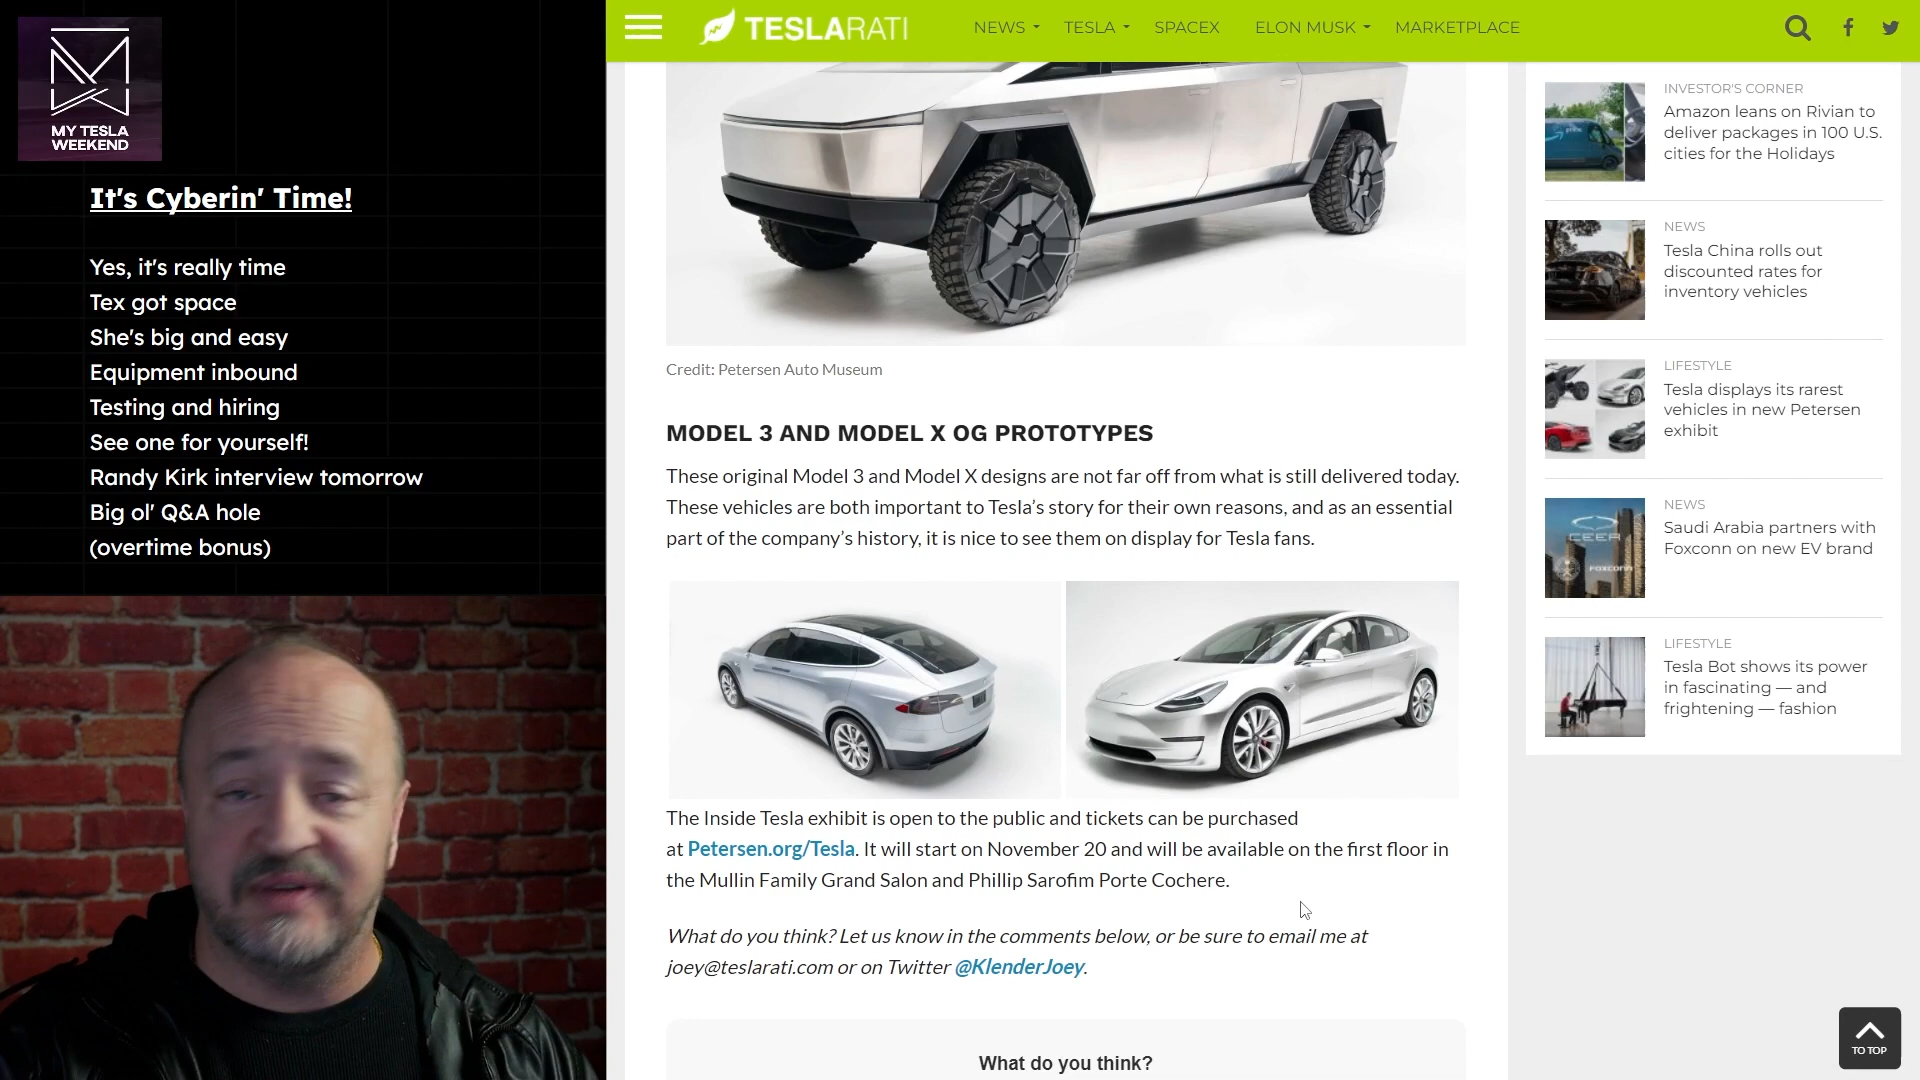 MY TESLA
WEEKEND
It's Cyberin' Time!
Yes, it's really time
Tex got space
She's big and easy
Equipment inbound
Testing and hiring
See one for yourself!
Randy Kirk interview tomorrow
Big ol' Q&A hole
(overtime bonus)
TESLARATI
NEWS
TESLA
SPACEX
ELON MUSK
MARKETPLACE
Credit: Petersen Auto Museum
MODEL 3 AND MODEL X OG PROTOTYPES
These original Model 3 and Model X designs are not far off from what is still delivered today.
These vehicles are both important to Tesla’s story for their own reasons, and as an essential
part of the company’s history, it is nice to see them on display for Tesla fans.
The Inside Tesla exhibit is open to the public and tickets can be purchased
at Petersen.org/Tesla. It will start on November 20 and will be available on the first floor in
the Mullin Family Grand Salon and Phillip Sarofim Porte Cochere.
What do you think? Let us know in the comments below, or be sure to email me at
joey@teslarati.com or on Twitter @KlenderJoey.
What do you think?
INVESTOR'S CORNER
Amazon leans on Rivian to
deliver packages in 100 U.S.
cities for the Holidays
NEWS
Tesla China rolls out
discounted rates for
inventory vehicles
LIFESTYLE
Tesla displays its rarest
vehicles in new Petersen
exhibit
NEWS
Saudi Arabia partners with
Foxconn on new EV brand
CEER
FOXCONN
LIFESTYLE
Tesla Bot shows its power
in fascinating — and
frightening — fashion
TO TOP